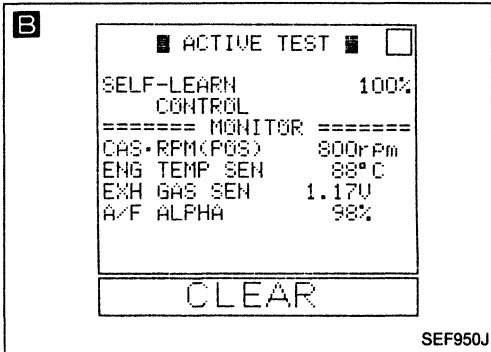 B
ACTIVE TEST
SELF-LEARN 100%
CONTROL
======= MONITOR =======
CAS•RPM(POS) 800rpm
ENG TEMP SEN 88°C
EXH GAS SEN 1.17V
A/F ALPHA 98%
CLEAR
SEF950J